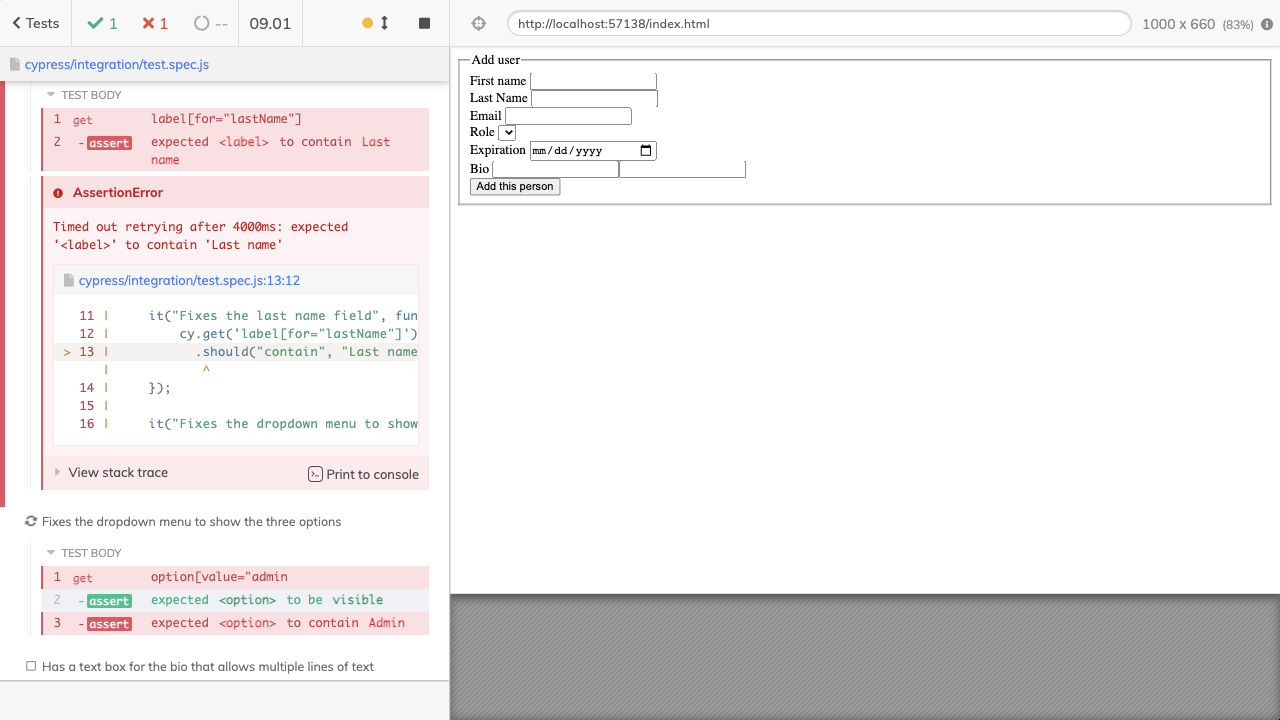 Tests
1
1
--
09.01
http://localhost:57138/index.html
1000 x 660 (83%)
cypress/integration/test.spec.js
TEST BODY
1 get label[for="lastName"]
2 - assert expected <label> to contain Last
name
AssertionError
Timed out retrying after 4000ms: expected
'<label>' to contain 'Last name'
cypress/integration/test.spec.js:13:12
11 | it("Fixes the last name field", fun
12 | cy.get('label[for="lastName"]')
> 13 | .should("contain", "Last name
| ^
14 | });
15 |
16 | it("Fixes the dropdown menu to show
View stack trace
Print to console
Fixes the dropdown menu to show the three options
TEST BODY
1 get option[value="admin
2 - assert expected <option> to be visible
3 - assert expected <option> to contain Admin
Has a text box for the bio that allows multiple lines of text
Add user
First name
Last Name
Email
Role
Expiration mm/dd/yyyy
Bio
Add this person